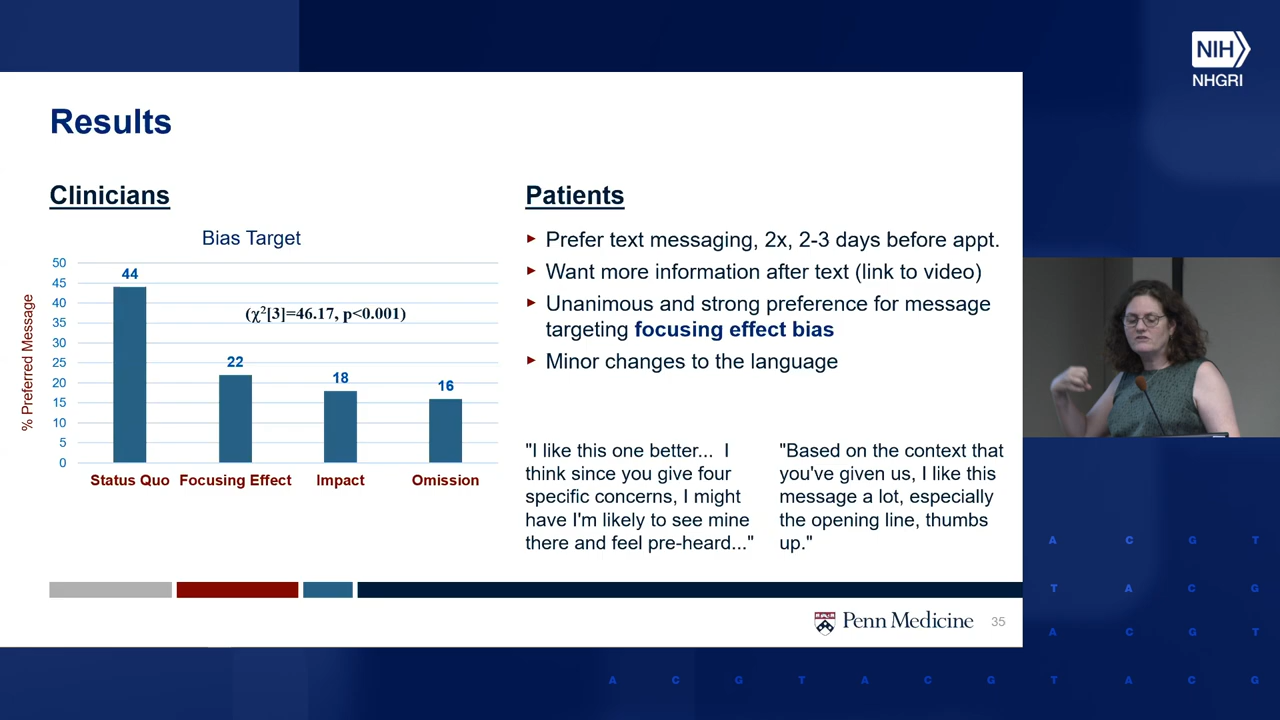 NIH
NHGRI
Results
Clinicians
Bias Target
% Preferred Message
50
45
40
35
30
25
20
15
10
5
0
44
(χ²[3]=46.17, p<0.001)
22
18
16
Status Quo Focusing Effect Impact Omission
Patients
Prefer text messaging, 2x, 2-3 days before appt.
Want more information after text (link to video)
Unanimous and strong preference for message
targeting focusing effect bias
Minor changes to the language
"I like this one better... I
think since you give four
specific concerns, I might
have I'm likely to see mine
there and feel pre-heard..."
"Based on the context that
you've given us, I like this
message a lot, especially
the opening line, thumbs
up."
Penn Medicine 35
A C G T
T A C G
A C G T
A C G T A C G T A C G